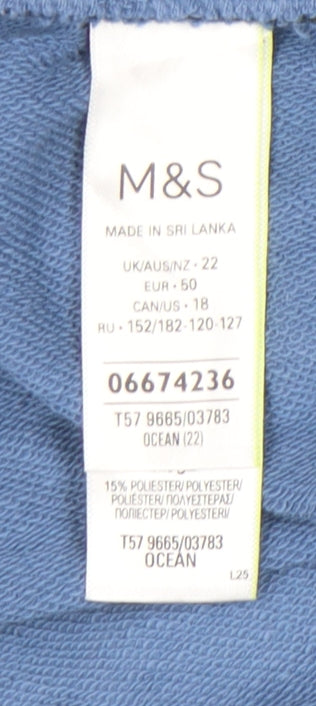 M&S
MADE IN SRI LANKA
UK/AUS/NZ • 22
EUR • 50
CAN/US • 18
RU • 152/182-120-127
06674236
T57 9665/03783
OCEAN (22)
15% POLIESTER/ POLYESTER/
POLIÉSTER/ ΠΟΛΥΕΣΤΕΡΑΣ/
ПОЛІЕСТЕР/ POLYESTERI/
T57 9665/03783
OCEAN
L25